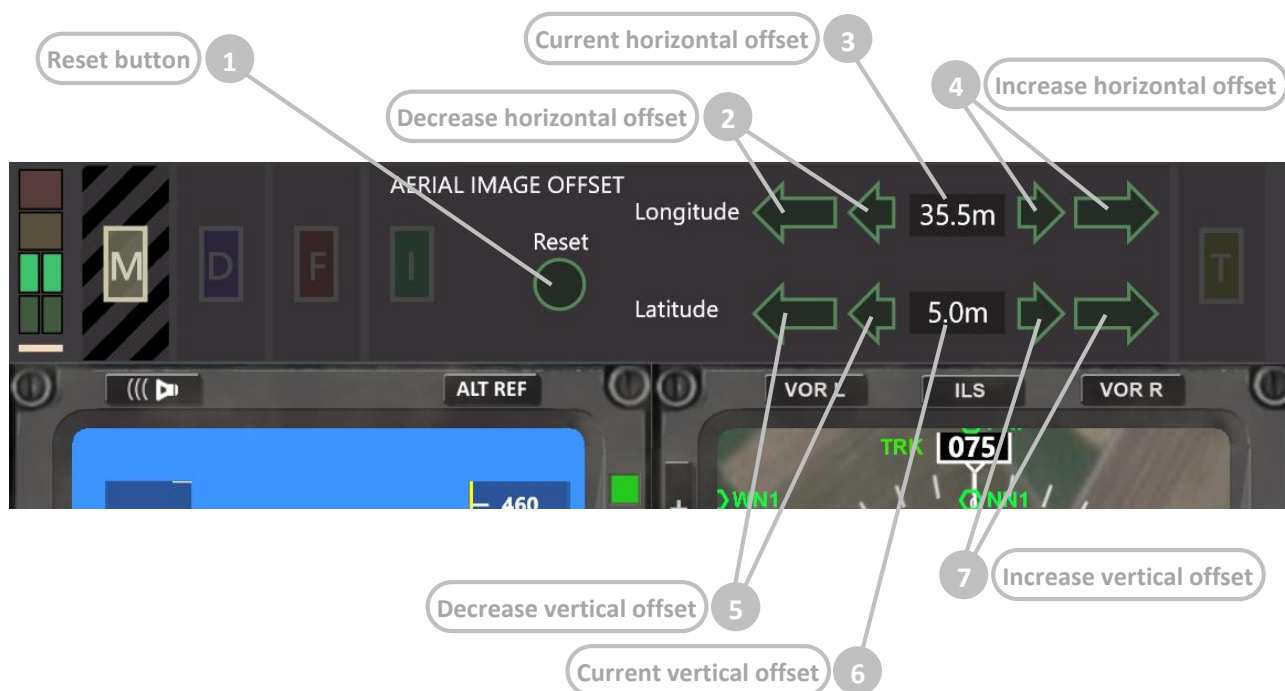 Current horizontal offset 3
Reset button 1
4 Increase horizontal offset
Decrease horizontal offset 2
AERIAL IMAGE OFFSET
Longitude 35.5m
M D F I Reset T
Latitude 5.0m
ALT REF VOR L ILS VOR R
TRK 075
460 + WN1 NN1
7 Increase vertical offset
Decrease vertical offset 5
Current vertical offset 6